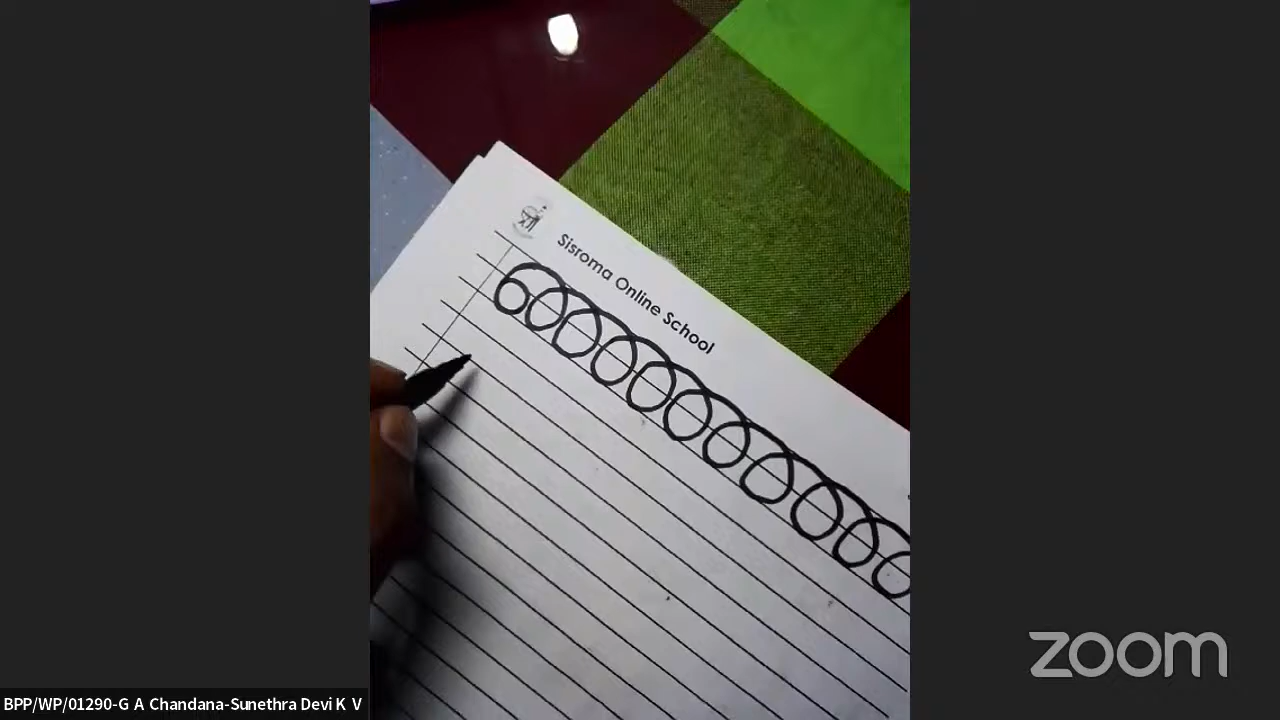 Sisroma Online School
BPP/WP/01290-G A Chandana-Sunethra Devi K V
zoom